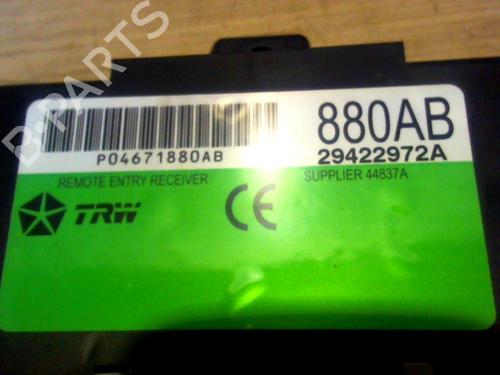 880AB
P04671880AB
29422972A
REMOTE ENTRY RECEIVER
SUPPLIER 44837A
TRW
CE
B-PARTS